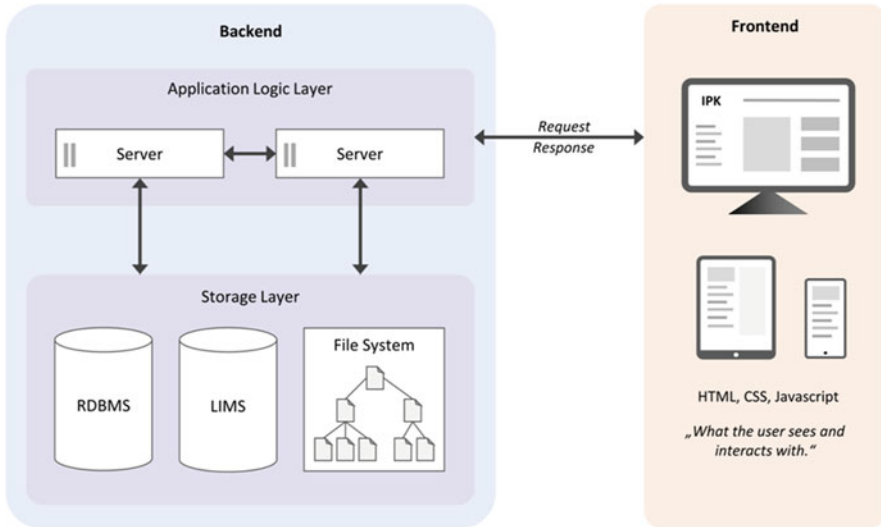 Backend
Application Logic Layer
Server
Server
Storage Layer
RDBMS
LIMS
File System
Request
Response
Frontend
IPK
HTML, CSS, Javascript
„What the user sees and
interacts with.“